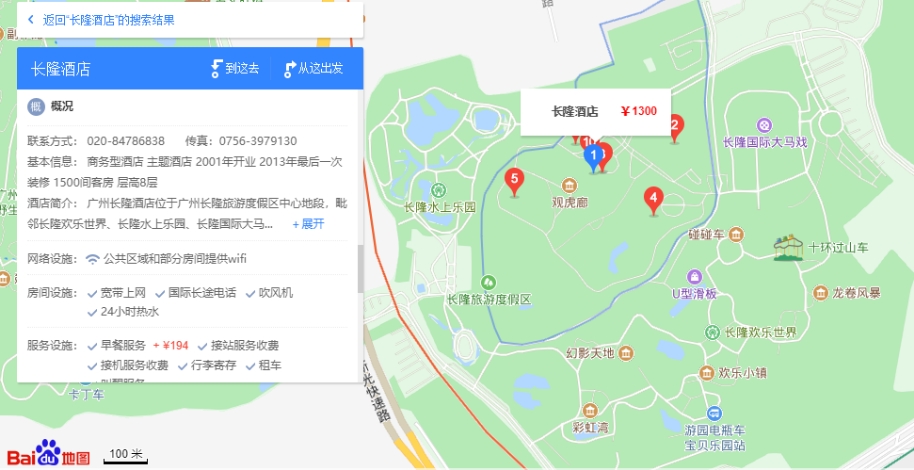 返回“长隆酒店”的搜索结果
长隆酒店
到这去
从这出发
概
概况
联系方式： 020-84786838 传真：0756-3979130
基本信息： 商务型酒店 主题酒店 2001年开业 2013年最后一次
装修 1500间客房 层高8层
酒店简介： 广州长隆酒店位于广州长隆旅游度假区中心地段，毗
邻长隆欢乐世界、长隆水上乐园、长隆国际大马... +展开
网络设施： 公共区域和部分房间提供wifi
房间设施： 宽带上网 国际长途电话 吹风机
24小时热水
服务设施： 早餐服务 +¥194 接站服务收费
接机服务收费 行李寄存 租车
叫醒服务
卡丁车
路
长隆酒店 ¥1300
2
10
3
1
5
4
长隆国际大马戏
观虎廊
长隆水上乐园
碰碰车
十环过山车
U型滑板
龙卷风暴
长隆旅游度假区
长隆欢乐世界
幻影天地
欢乐小镇
彩虹湾
游园电瓶车
宝贝乐园站
新光快速路
Bai du 地图
100 米